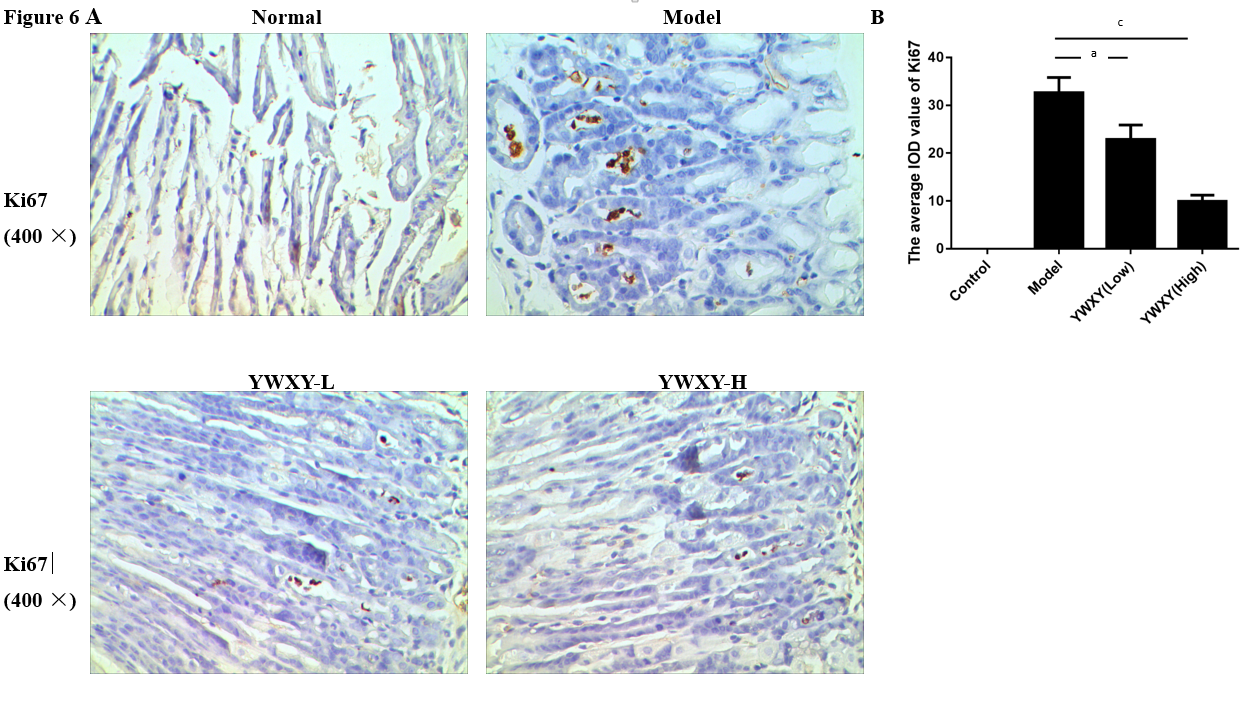 Figure 6 A
Normal
Model
B
Ki67
(400 ×)
c
a
The average IOD value of Ki67
40
30
20
10
0
Control
Model
YWXY(Low)
YWXY(High)
YWXY-L
YWXY-H
Ki67
(400 ×)